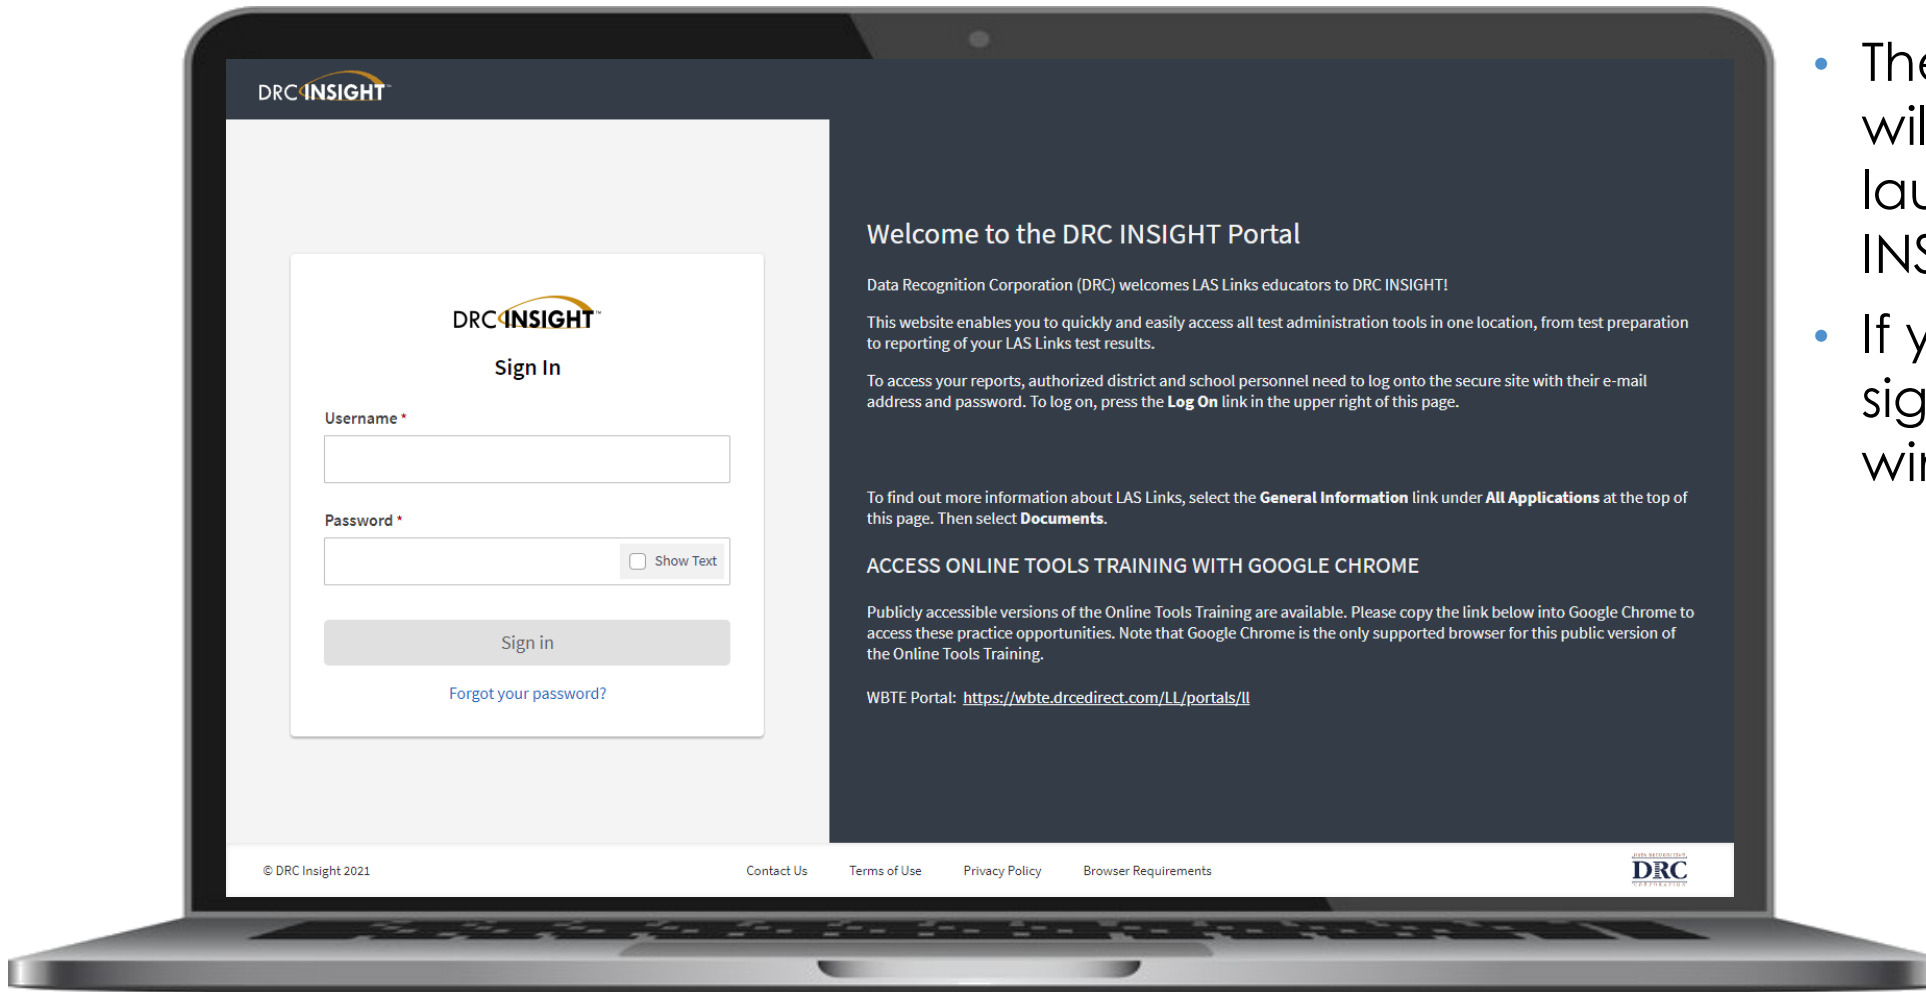 DRC INSIGHT
DRC INSIGHT
Sign In
Username *
Password *
Show Text
Sign in
Forgot your password?
Welcome to the DRC INSIGHT Portal
Data Recognition Corporation (DRC) welcomes LAS Links educators to DRC INSIGHT!
This website enables you to quickly and easily access all test administration tools in one location, from test preparation
to reporting of your LAS Links test results.
To access your reports, authorized district and school personnel need to log onto the secure site with their e-mail
address and password. To log on, press the Log On link in the upper right of this page.
To find out more information about LAS Links, select the General Information link under All Applications at the top of
this page. Then select Documents.
ACCESS ONLINE TOOLS TRAINING WITH GOOGLE CHROME
Publicly accessible versions of the Online Tools Training are available. Please copy the link below into Google Chrome to
access these practice opportunities. Note that Google Chrome is the only supported browser for this public version of
the Online Tools Training.
WBTE Portal: https://wbte.drcedirect.com/LL/portals/ll
© DRC Insight 2021
Contact Us
Terms of Use
Privacy Policy
Browser Requirements
DRC
• If